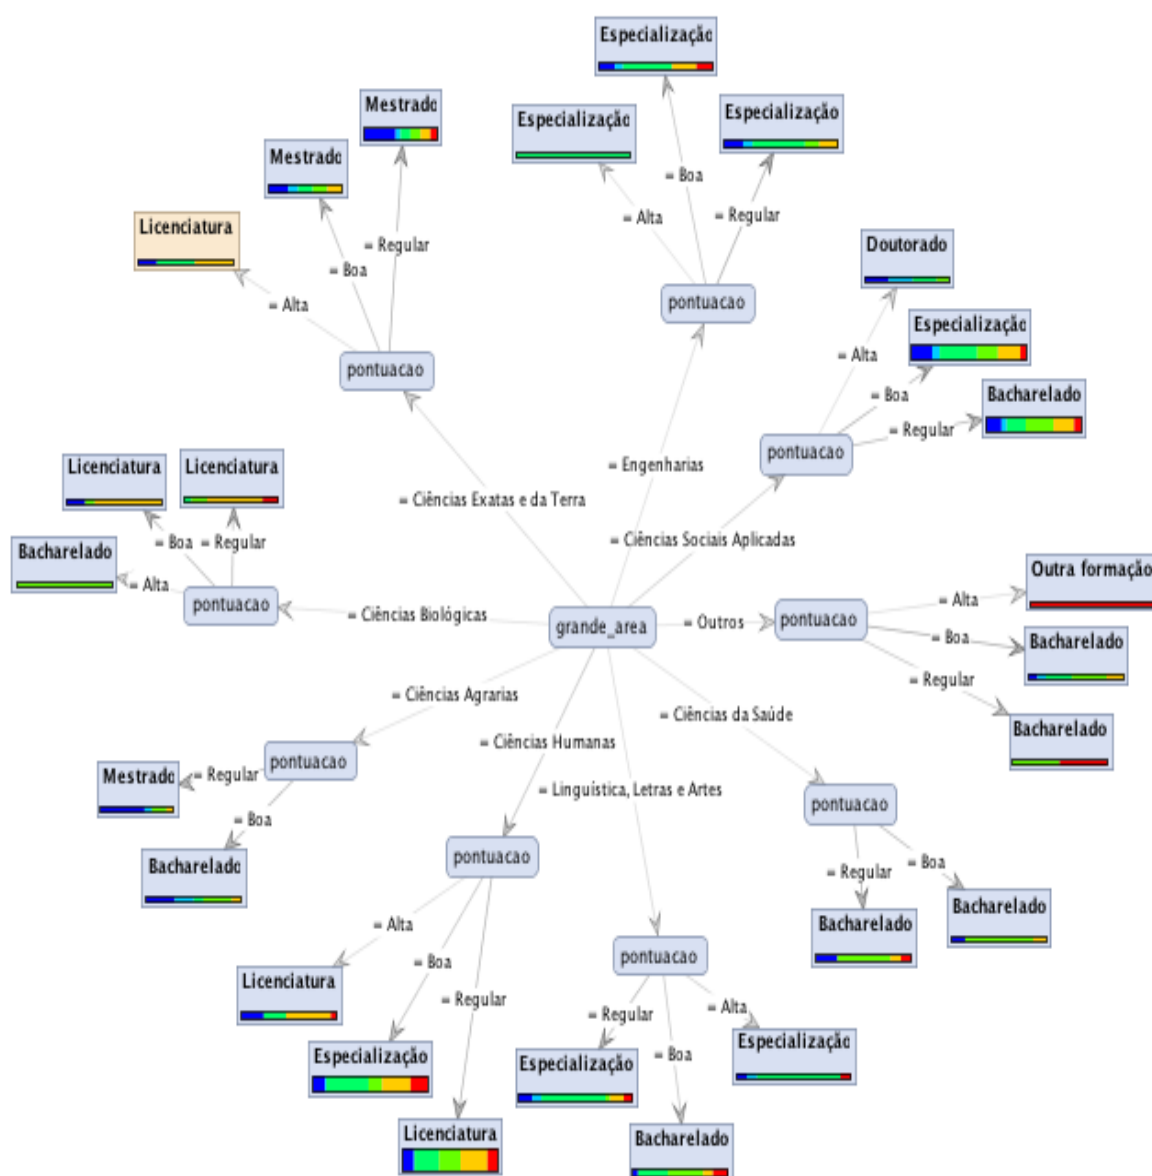 Especialização
Mestrado
Especialização
Especialização
Mestrado
= Boa
= Alta
= Regular
Licenciatura
= Regular
= Boa
= Alta
Doutorado
pontuacao
Especialização
= Alta
pontuacao
= Boa
Bacharelado
= Regular
pontuacao
= Engenharias
Licenciatura
Licenciatura
= Ciências Exatas e da Terra
= Ciências Sociais Aplicadas
= Boa
= Regular
Bacharelado
= Alta
pontuacao
= Ciências Biológicas
grande_area
= Outros
pontuacao
Outra formação
= Alta
= Boa
Bacharelado
= Regular
Bacharelado
= Ciências Agrarias
= Ciências da Saúde
= Ciências Humanas
pontuacao
Mestrado
= Regular
= Boa
Bacharelado
= Linguística, Letras e Artes
pontuacao
= Regular
= Boa
Bacharelado
Bacharelado
pontuacao
= Alta
= Boa
= Regular
Licenciatura
Especialização
Licenciatura
pontuacao
= Regular
= Alta
= Boa
Especialização
Especialização
Bacharelado